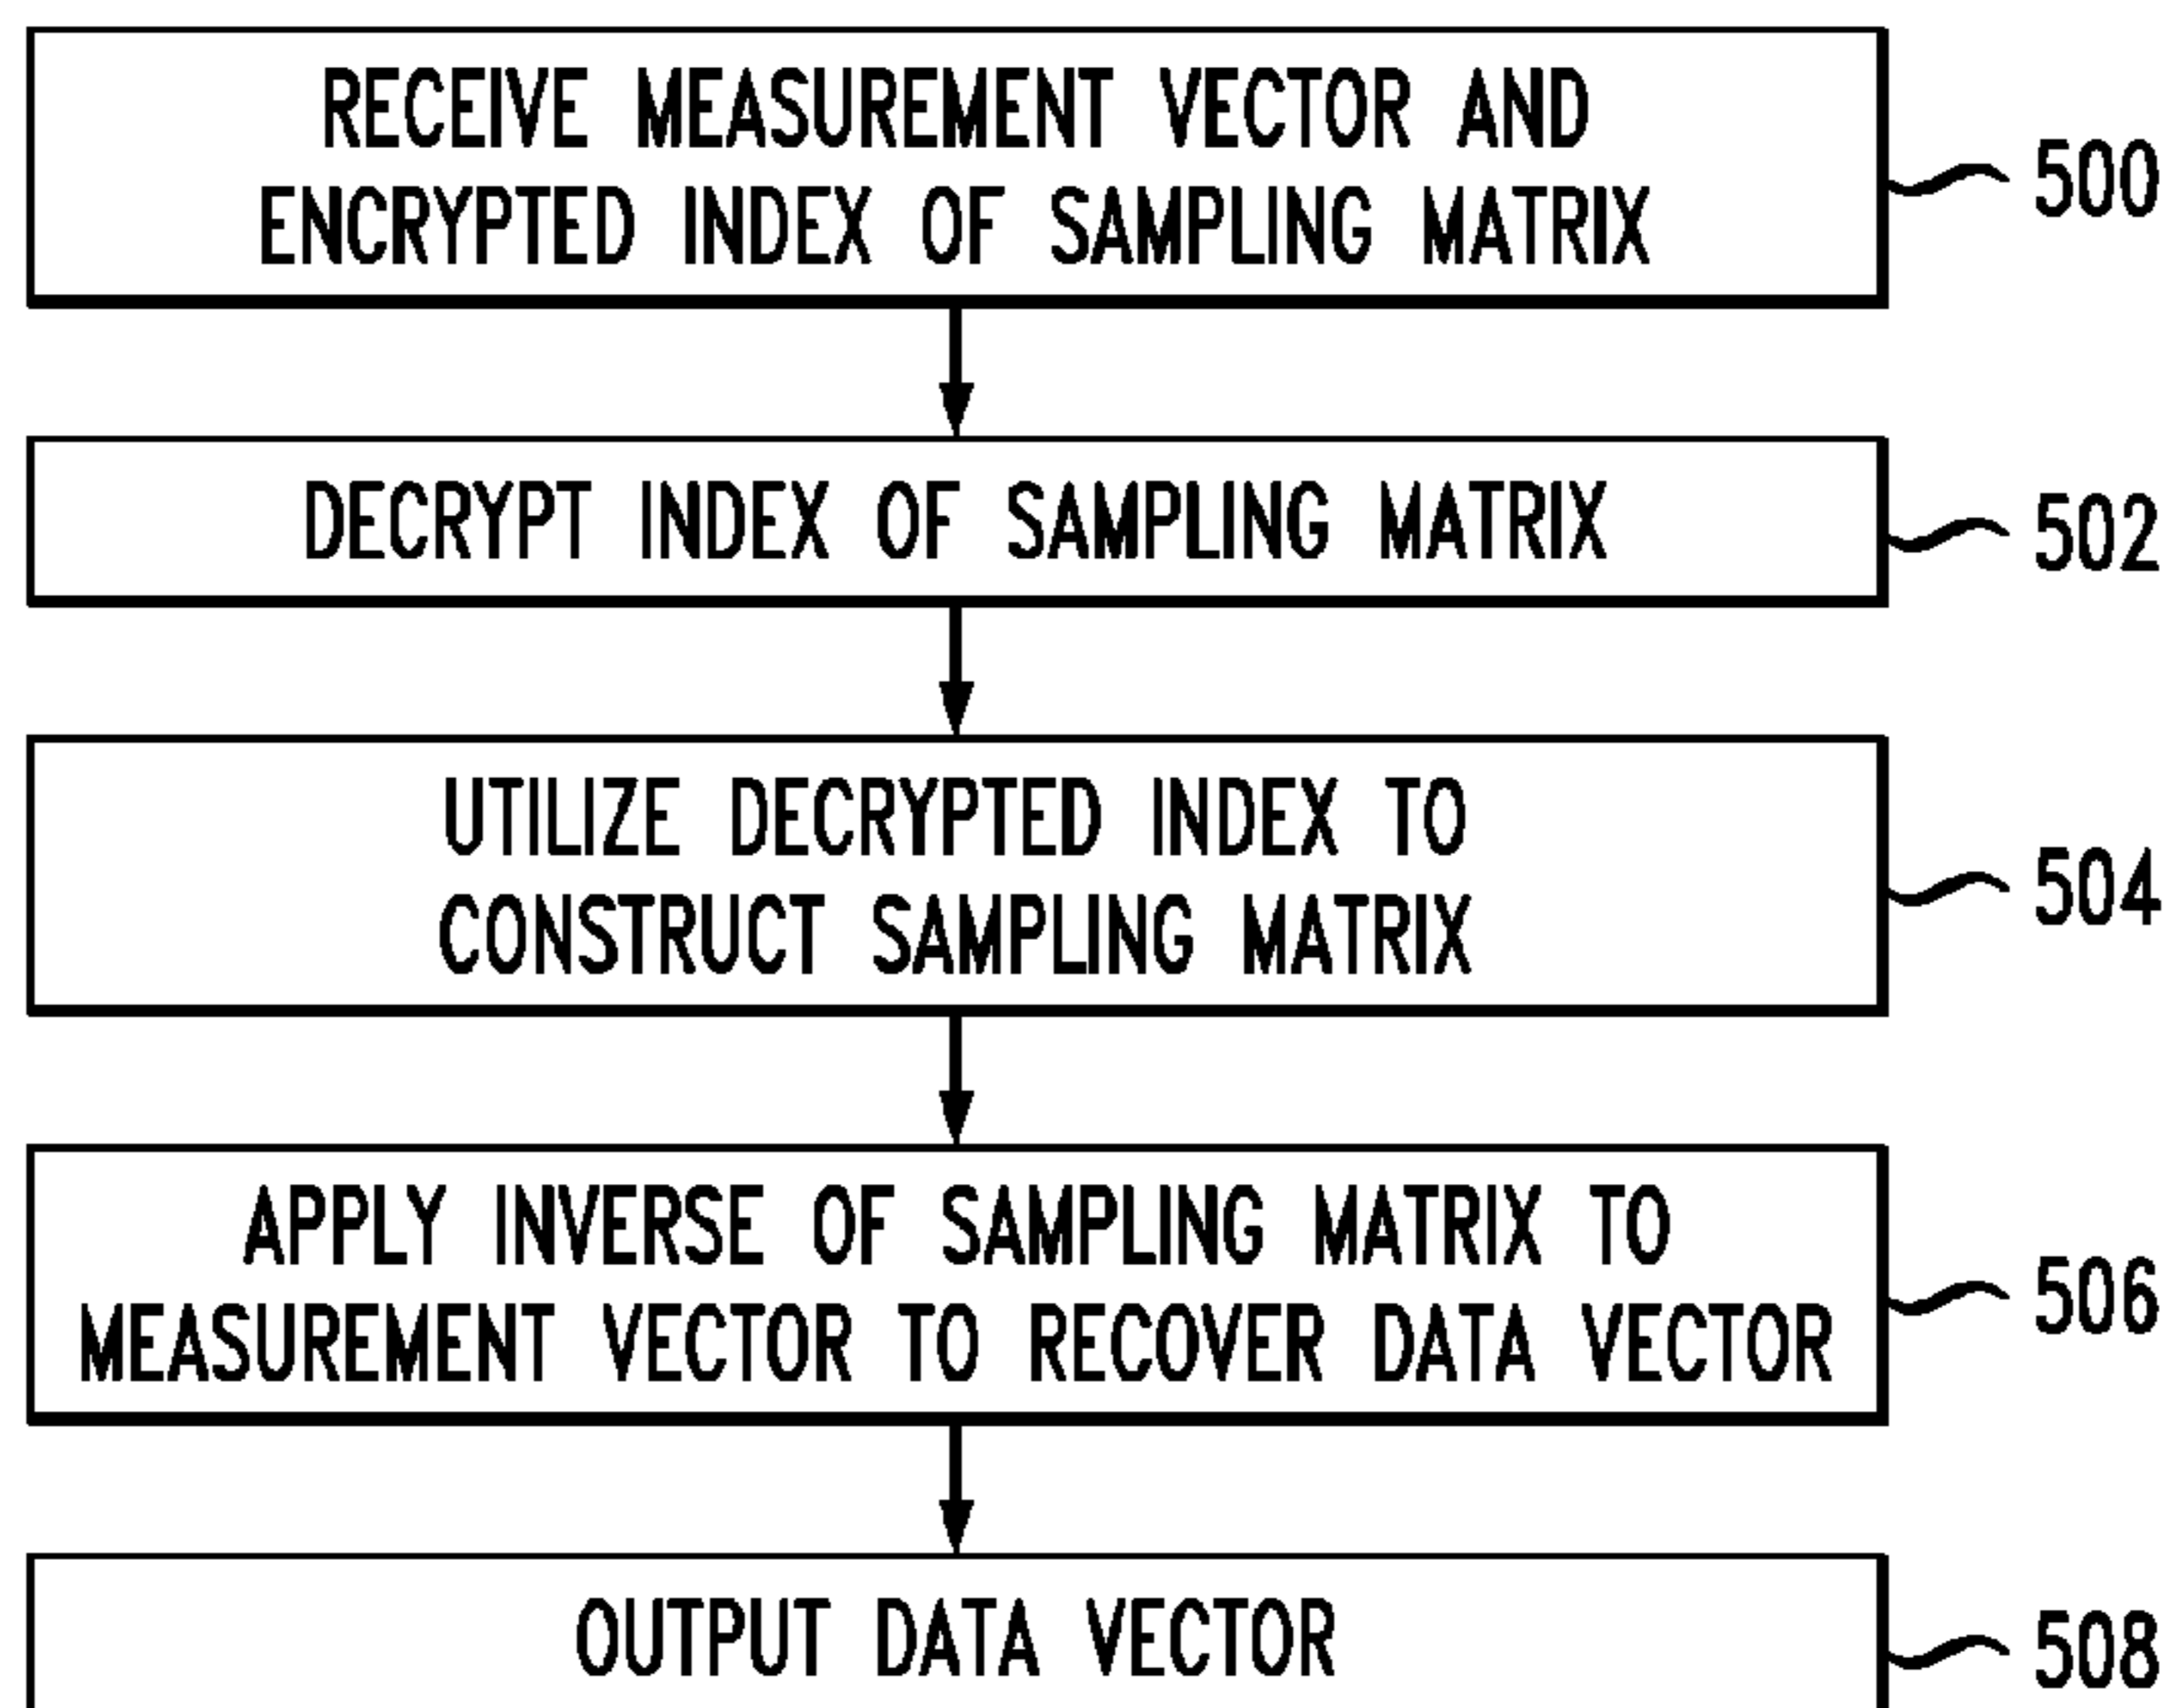 RECEIVE MEASUREMENT VECTOR AND
ENCRYPTED INDEX OF SAMPLING MATRIX
500
DECRYPT INDEX OF SAMPLING MATRIX
502
UTILIZE DECRYPTED INDEX TO
CONSTRUCT SAMPLING MATRIX
504
APPLY INVERSE OF SAMPLING MATRIX TO
MEASUREMENT VECTOR TO RECOVER DATA VECTOR
506
OUTPUT DATA VECTOR
508